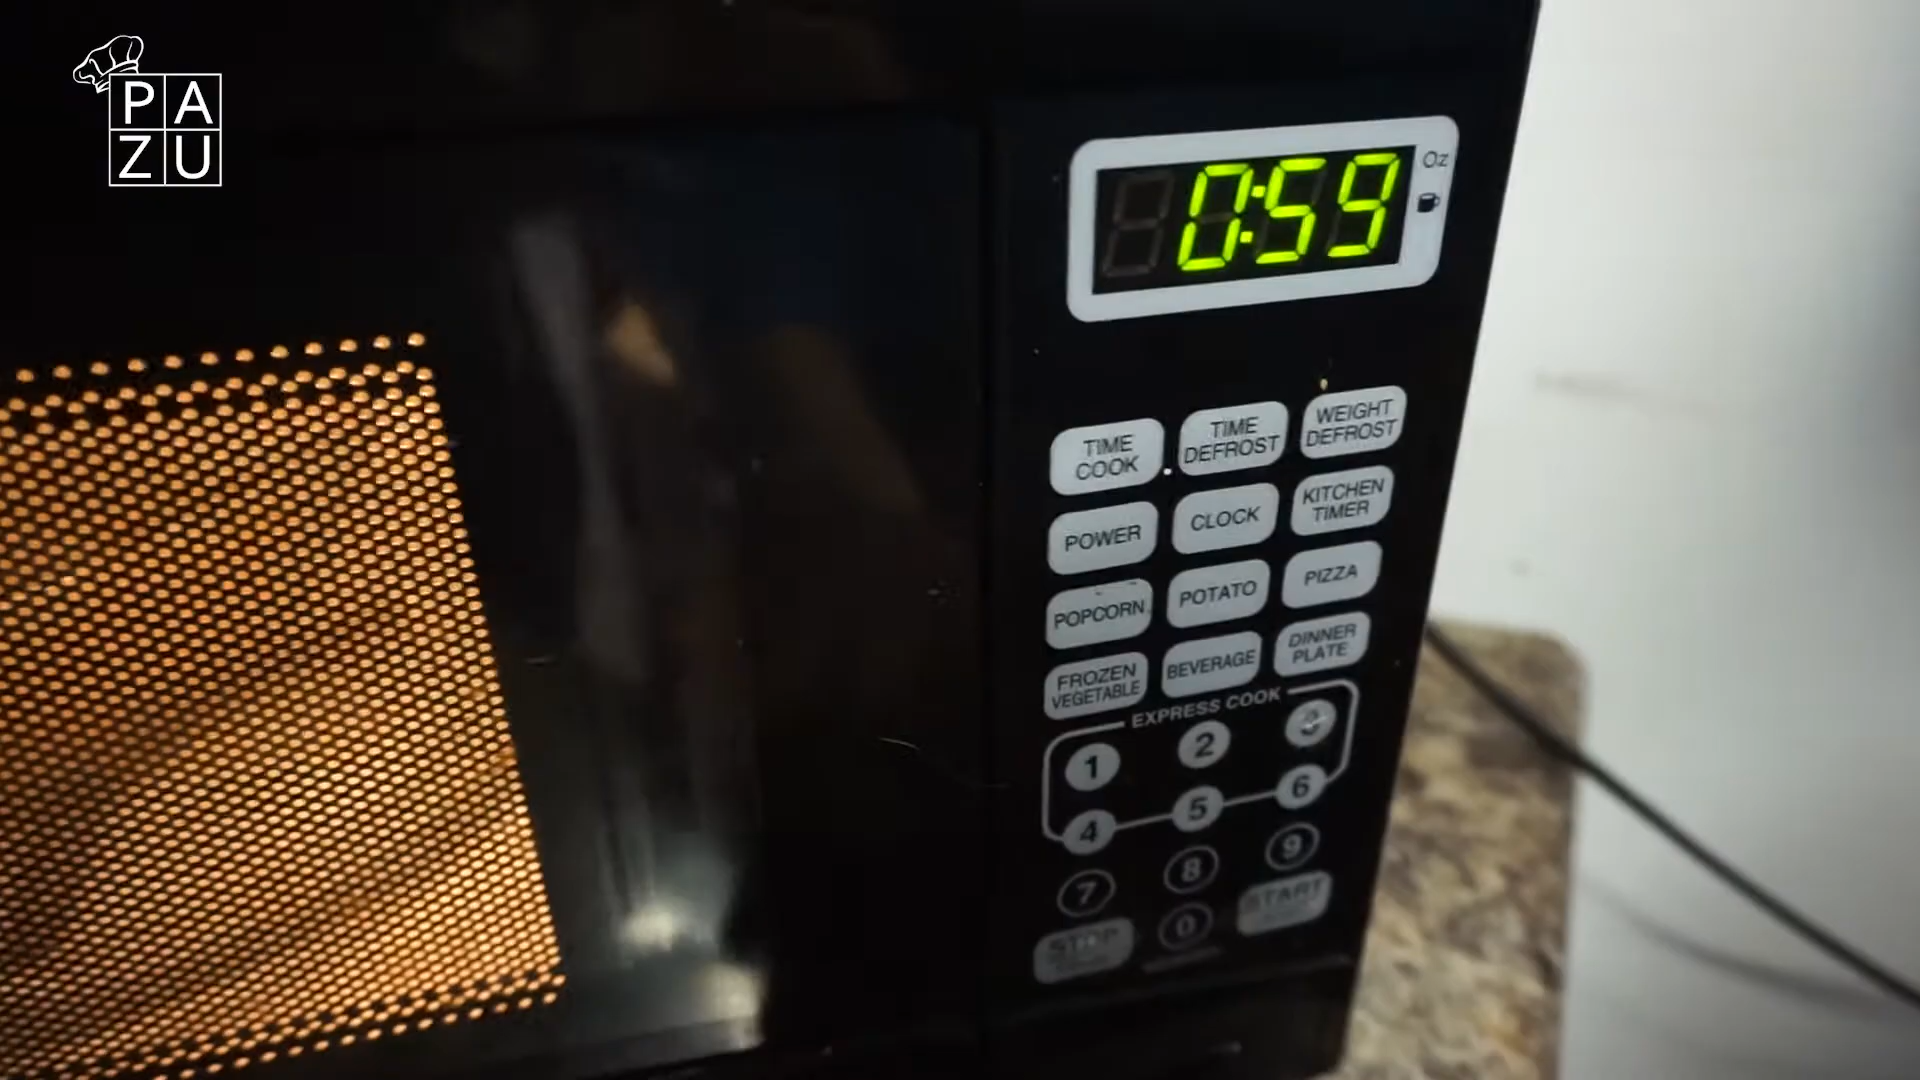 PA
ZU
0:59
Oz
TIME
COOK
TIME
DEFROST
WEIGHT
DEFROST
POWER
CLOCK
KITCHEN
TIMER
POPCORN
POTATO
PIZZA
FROZEN
VEGETABLE
BEVERAGE
DINNER
PLATE
EXPRESS COOK
1
2
3
4
5
6
7
8
9
STOP
0
START